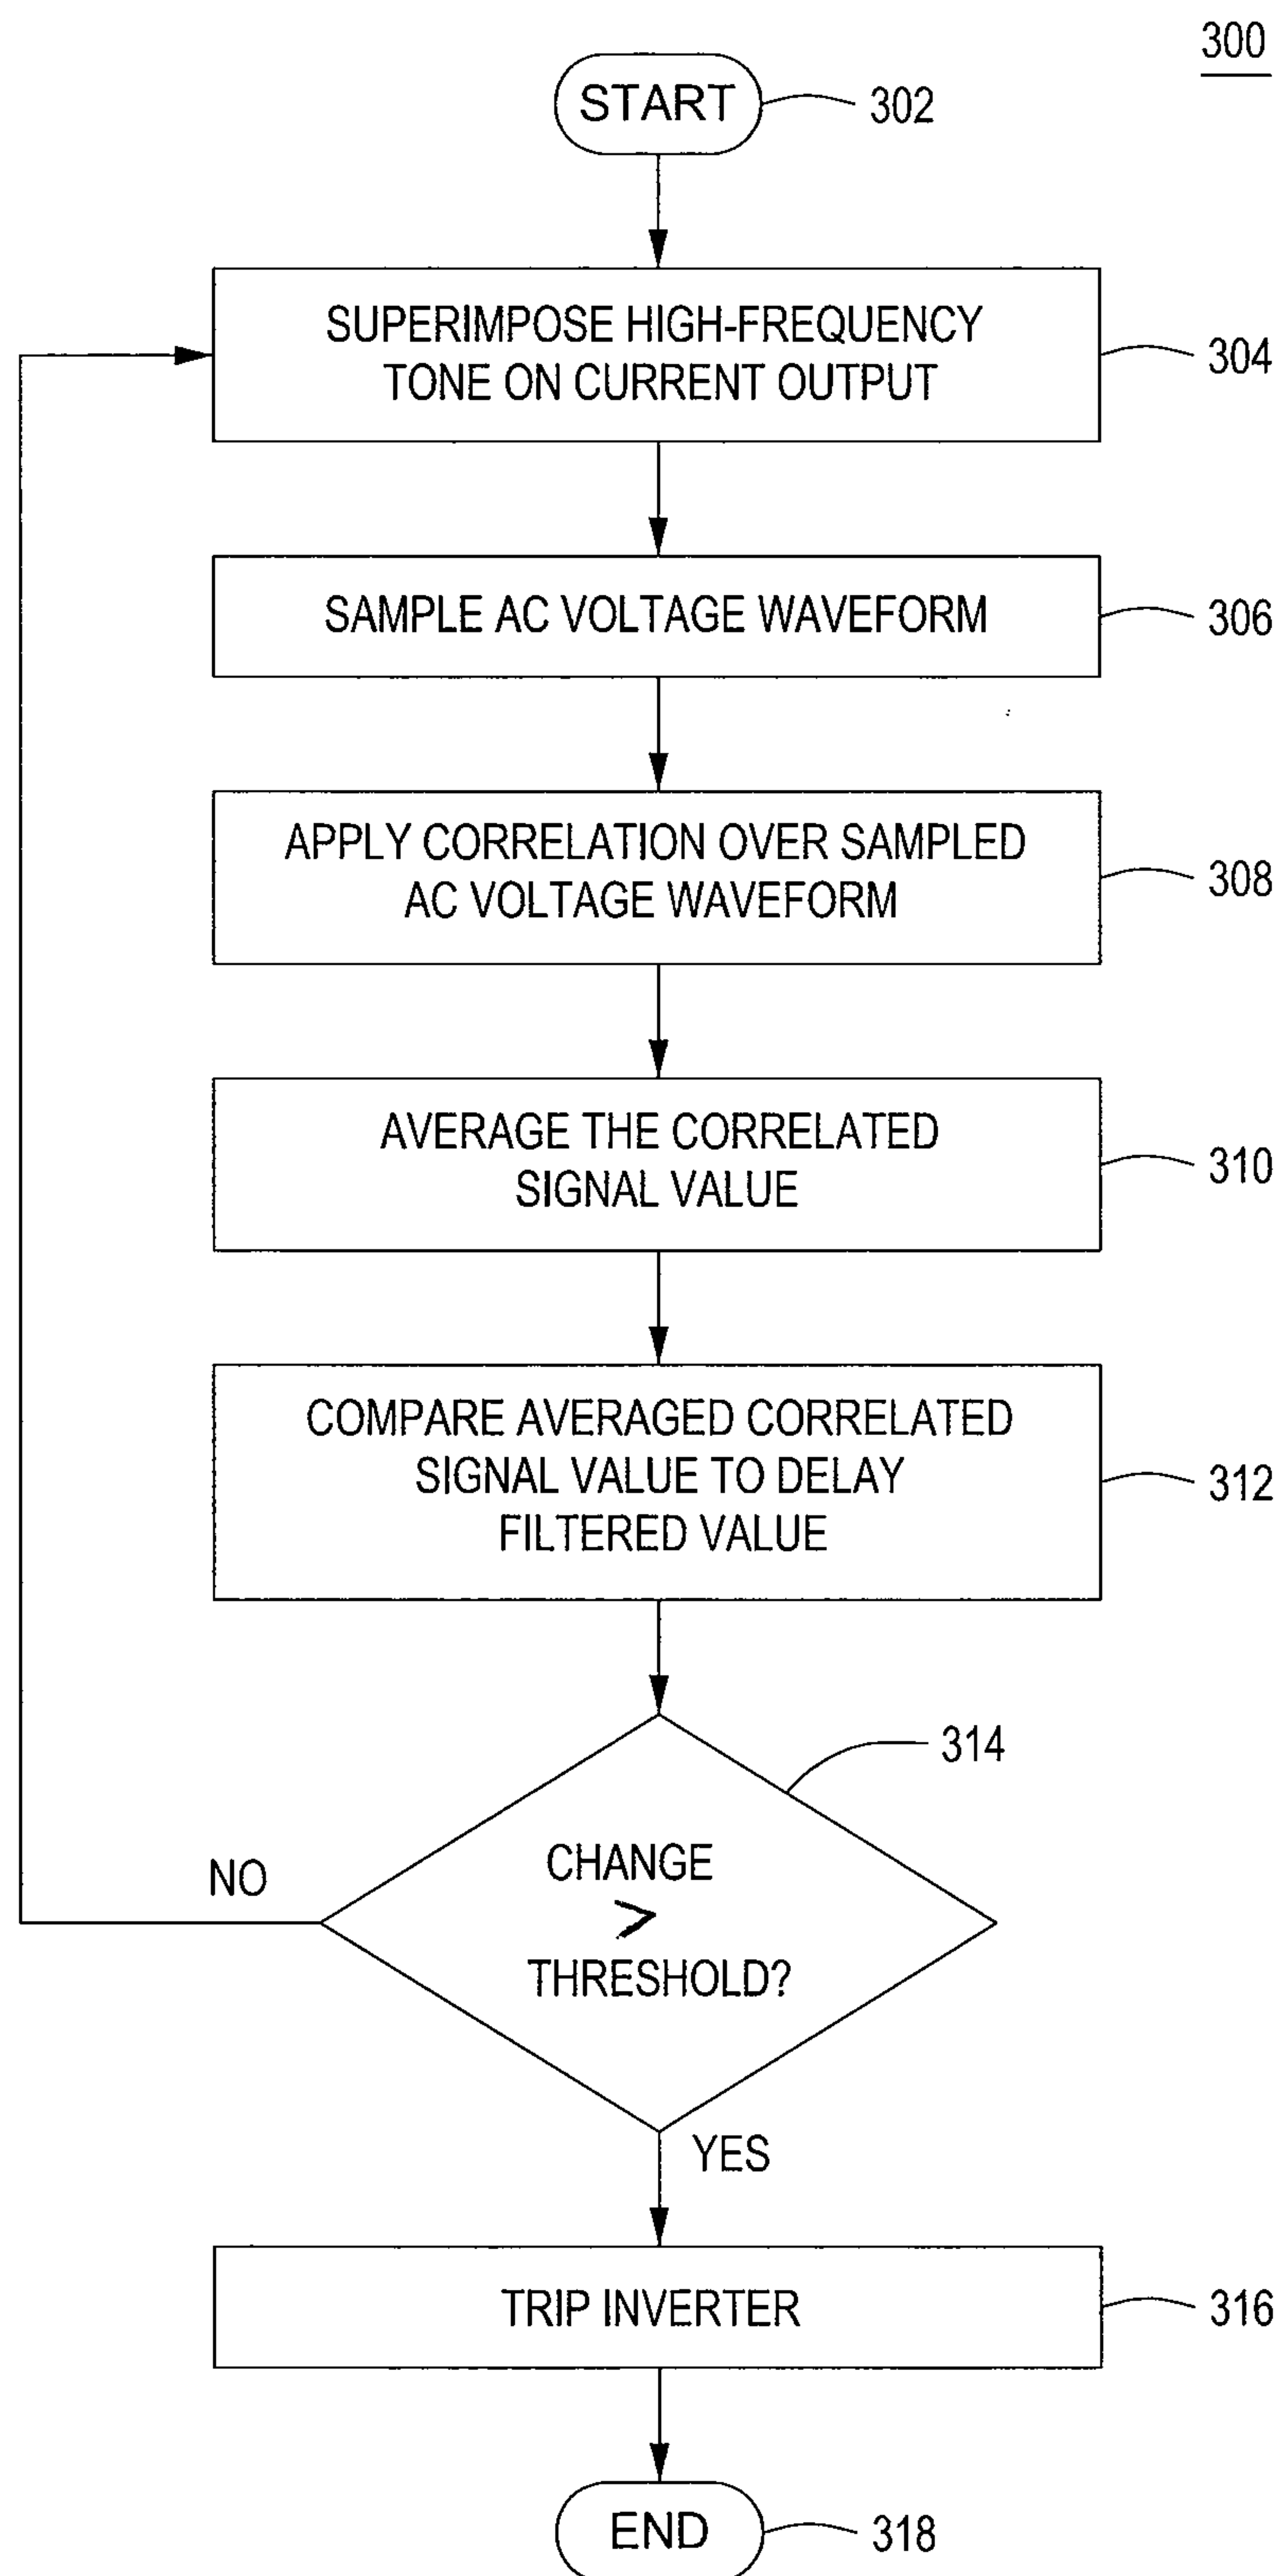 300
START
302
SUPERIMPOSE HIGH-FREQUENCY
TONE ON CURRENT OUTPUT
304
SAMPLE AC VOLTAGE WAVEFORM
306
APPLY CORRELATION OVER SAMPLED
AC VOLTAGE WAVEFORM
308
AVERAGE THE CORRELATED
SIGNAL VALUE
310
COMPARE AVERAGED CORRELATED
SIGNAL VALUE TO DELAY
FILTERED VALUE
312
314
CHANGE
>
THRESHOLD?
NO
YES
TRIP INVERTER
316
END
318